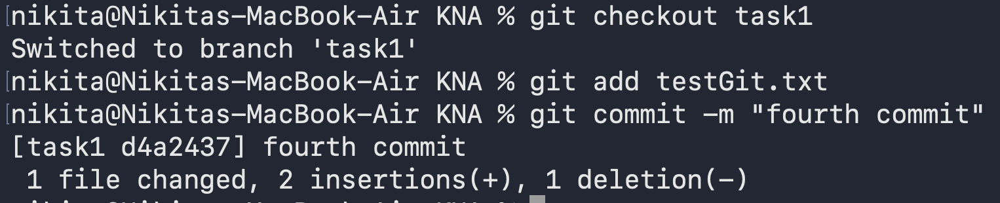 [nikita@Nikitas-MacBook-Air KNA % git checkout task1
Switched to branch 'task1'
[nikita@Nikitas-MacBook-Air KNA % git add testGit.txt
[nikita@Nikitas-MacBook-Air KNA % git commit -m "fourth commit"
[task1 d4a2437] fourth commit
 1 file changed, 2 insertions(+), 1 deletion(-)